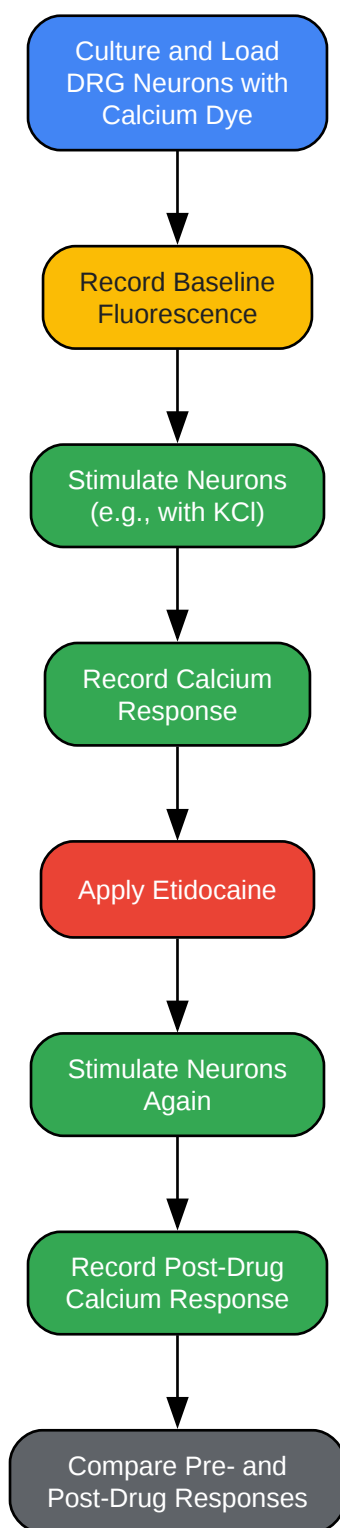 Culture and Load
DRG Neurons with
Calcium Dye
Record Baseline
Fluorescence
Stimulate Neurons
(e.g., with KCl)
Record Calcium
Response
Apply Etidocaine
Stimulate Neurons
Again
Record Post-Drug
Calcium Response
Compare Pre- and
Post-Drug Responses